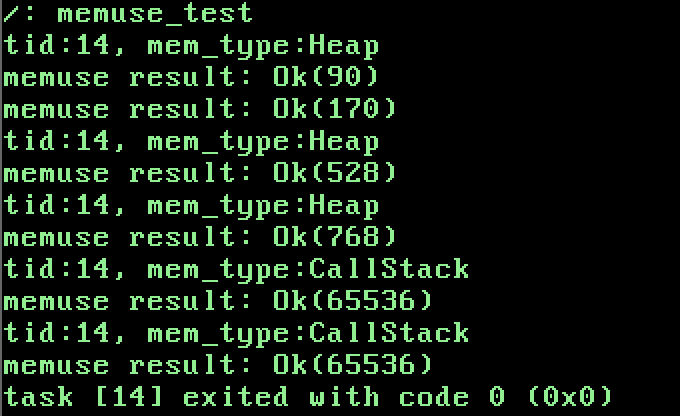 /: memuse_test
tid:14, mem_type:Heap
memuse result: Ok(90)
memuse result: Ok(170)
tid:14, mem_type:Heap
memuse result: Ok(528)
tid:14, mem_type:Heap
memuse result: Ok(768)
tid:14, mem_type:CallStack
memuse result: Ok(65536)
tid:14, mem_type:CallStack
memuse result: Ok(65536)
task [14] exited with code 0 (0x0)